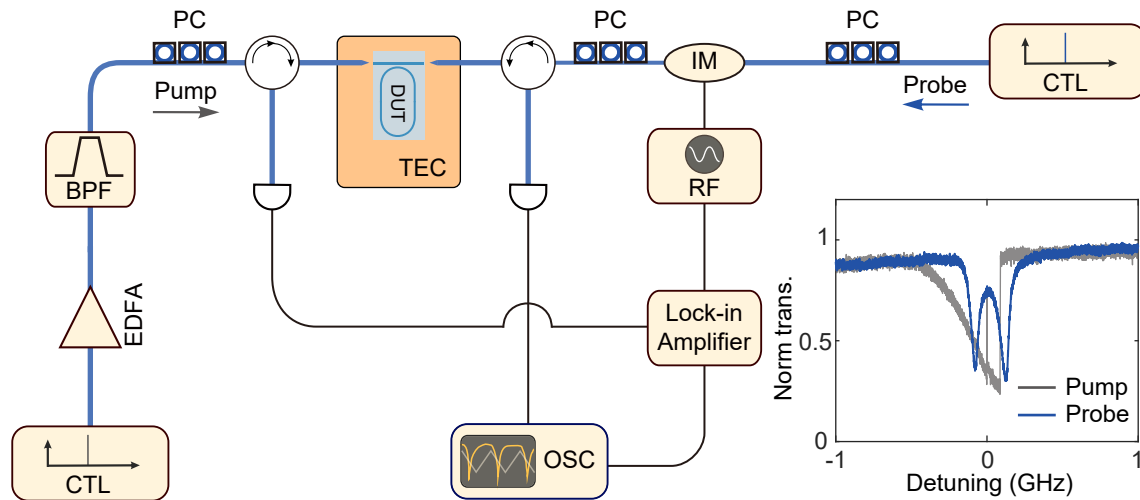 PC
PC
PC
IM
CTL
Pump
Probe
DUT
TEC
BPF
RF
EDFA
Lock-in
Amplifier
OSC
CTL
Norm trans.
1
0.5
0
-1
0
1
Detuning (GHz)
Pump
Probe